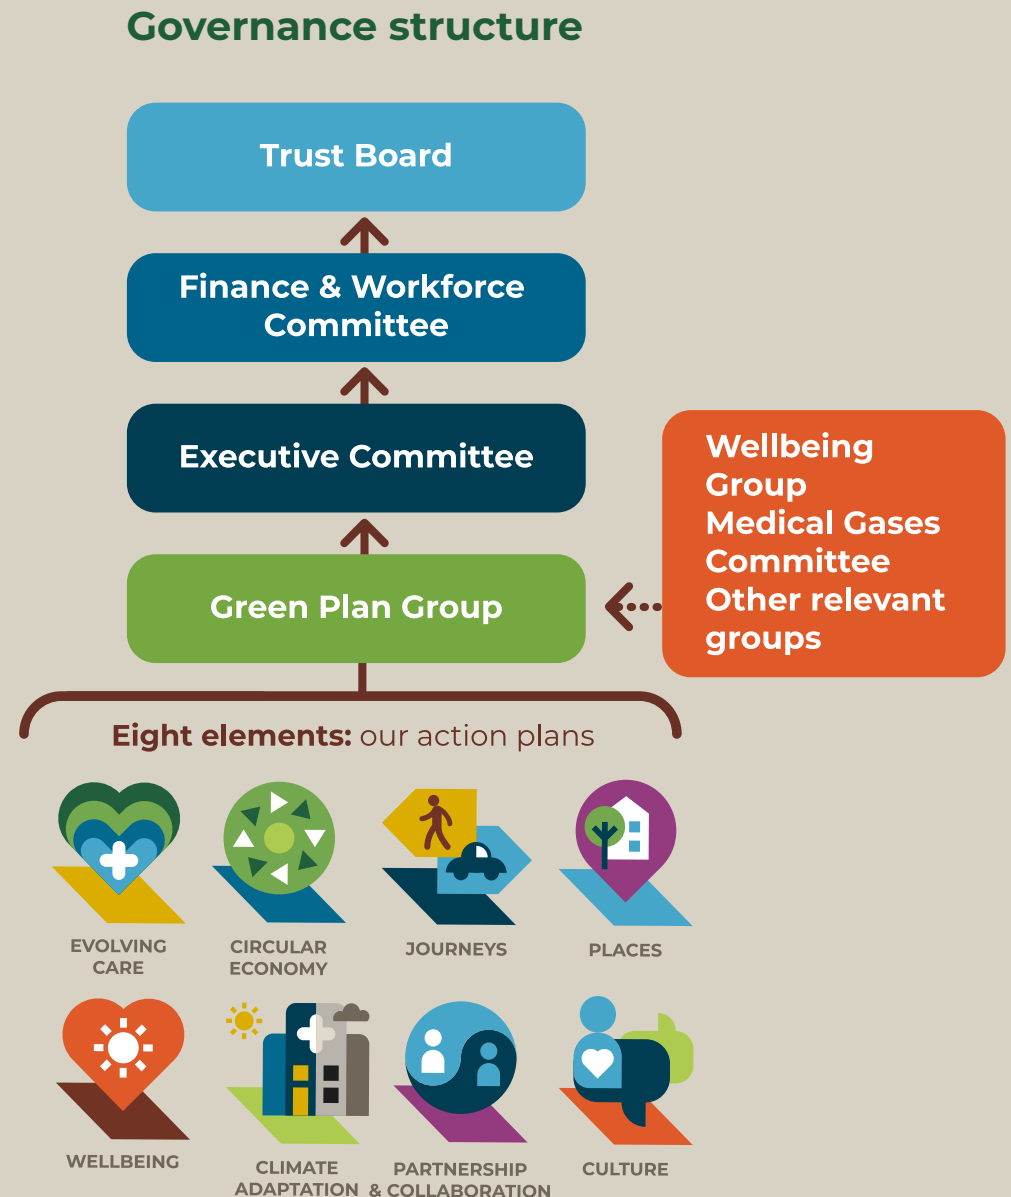 Governance structure
Trust Board
Finance & Workforce
Committee
Executive Committee
Green Plan Group
Wellbeing
Group
Medical Gases
Committee
Other relevant
groups
Eight elements: our action plans
EVOLVING
CARE
CIRCULAR
ECONOMY
JOURNEYS
PLACES
WELLBEING
CLIMATE
ADAPTATION
PARTNERSHIP
& COLLABORATION
CULTURE